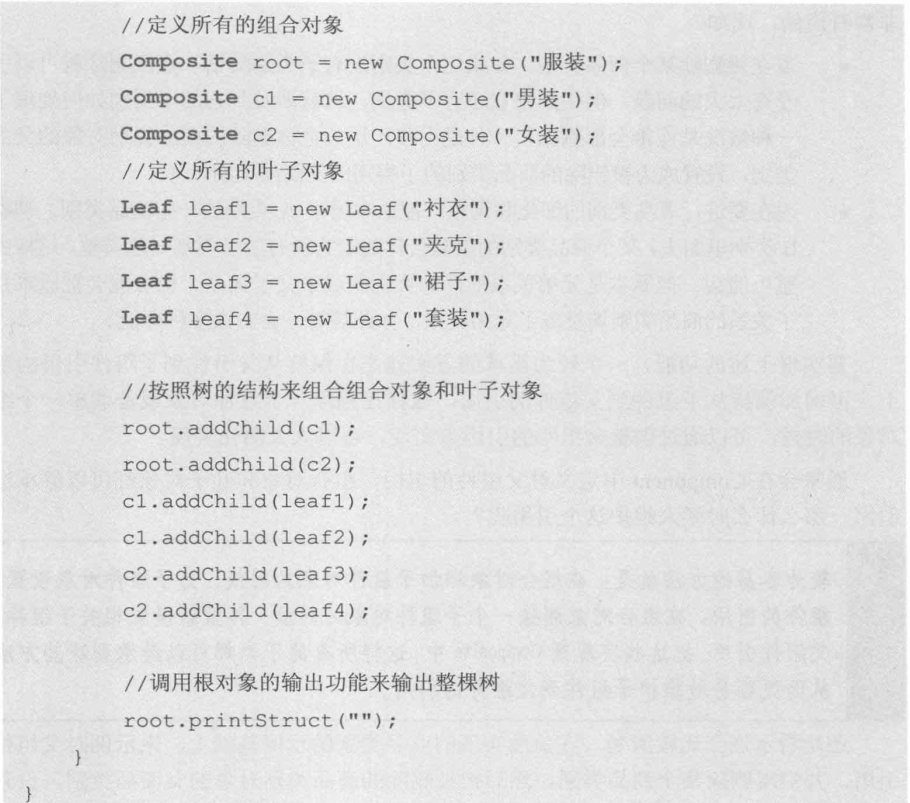 //定义所有的组合对象
Composite root = new Composite("服装");
Composite c1 = new Composite("男装");
Composite c2 = new Composite("女装");
//定义所有的叶子对象
Leaf leaf1 = new Leaf("衬衣");
Leaf leaf2 = new Leaf("夹克");
Leaf leaf3 = new Leaf("裙子");
Leaf leaf4 = new Leaf("套装");
//按照树的结构来组合组合对象和叶子对象
root.addChild(c1);
root.addChild(c2);
c1.addChild(leaf1);
c1.addChild(leaf2);
c2.addChild(leaf3);
c2.addChild(leaf4);
//调用根对象的输出功能来输出整棵树
root.printStruct("");
}
}